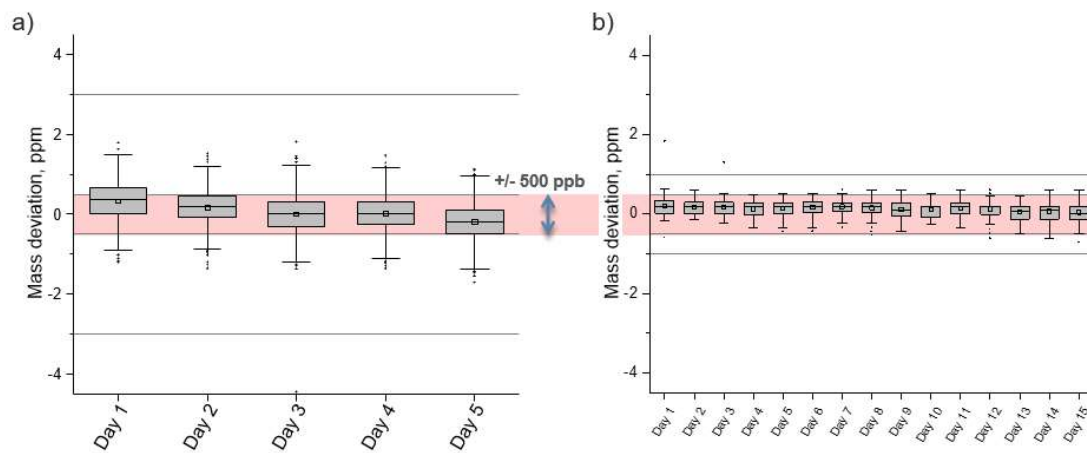 a)
Mass deviation, ppm
4
2
0
-2
-4
Day 1
Day 2
Day 3
Day 4
Day 5
+/- 500 ppb
b)
Mass deviation, ppm
4
2
0
-2
-4
Day 1
Day 2
Day 3
Day 4
Day 5
Day 6
Day 7
Day 8
Day 9
Day 10
Day 11
Day 12
Day 13
Day 14
Day 15